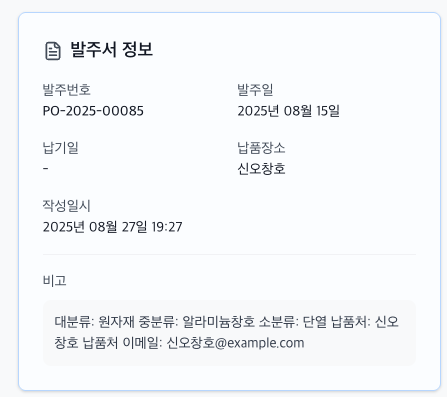 발주서 정보
발주번호
발주일
PO-2025-00085
2025년 08월 15일
납기일
납품장소
-
신오창호
작성일시
2025년 08월 27일 19:27
비고
대분류: 원자재 중분류: 알라미늄창호 소분류: 단열 납품처: 신오
창호 납품처 이메일: 신오창호@example.com